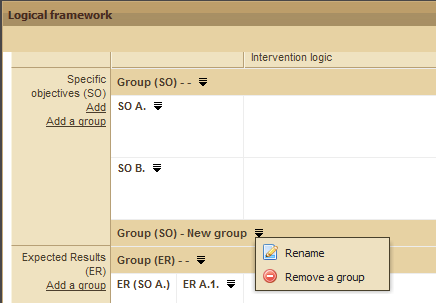 Logical framework
Intervention logic
Specific
objectives (SO)
Add
Add a group
Group (SO) - -
SO A.
SO B.
Group (SO) - New group
Rename
Remove a group
Expected Results
(ER)
Add a group
Group (ER) - -
ER (SO A.) ER A.1.